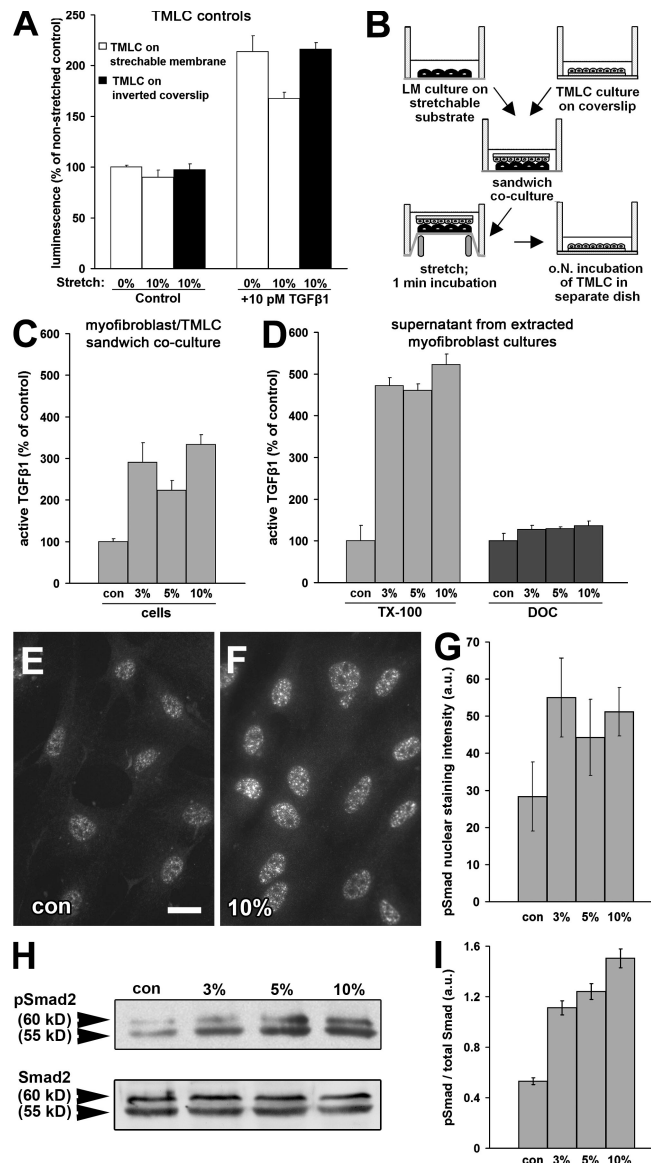 A
TMLC controls
luminescence (% of non-stretched control)
250
200
150
100
50
0
TMLC on
strechable membrane
TMLC on
inverted coverslip
Stretch: 0% 10% 10% 0% 10% 10%
Control +10 pM TGFβ1
B
LM culture on
stretchable
substrate
TMLC culture
on coverslip
sandwich
co-culture
stretch;
1 min incubation
o.N. incubation
of TMLC in
separate dish
C
myofibroblast/TMLC
sandwich co-culture
active TGFβ1 (% of control)
600
500
400
300
200
100
0
con 3% 5% 10%
cells
D
supernatant from extracted
myofibroblast cultures
active TGFβ1 (% of control)
600
500
400
300
200
100
0
con 3% 5% 10% con 3% 5% 10%
TX-100 DOC
E
con
F
10%
G
pSmad nuclear staining intensity (a.u.)
70
60
50
40
30
20
10
0
con 3% 5% 10%
H
con 3% 5% 10%
pSmad2
(60 kD)
(55 kD)
Smad2
(60 kD)
(55 kD)
I
pSmad / total Smad (a.u.)
1.6
1.2
0.8
0.4
0
con 3% 5% 10%